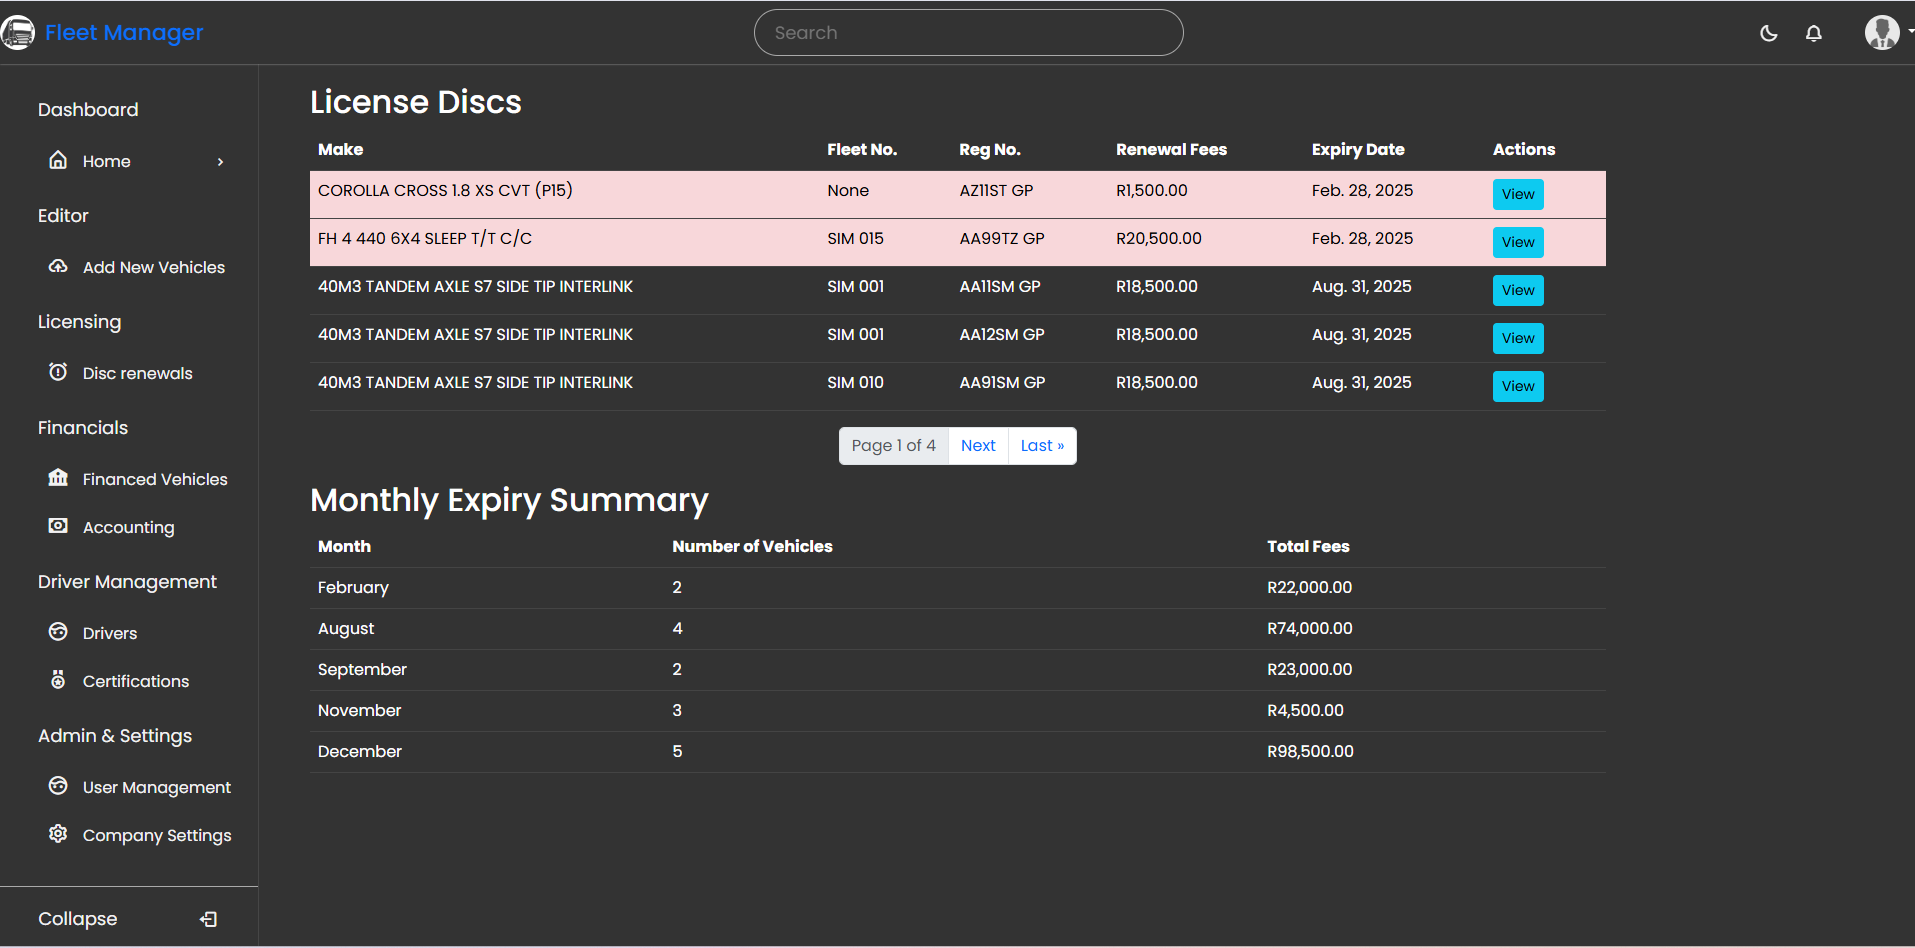 Fleet Manager
Search
Dashboard
Home
Editor
Add New Vehicles
Licensing
Disc renewals
Financials
Financed Vehicles
Accounting
Driver Management
Drivers
Certifications
Admin & Settings
User Management
Company Settings
Collapse
License Discs
Make Fleet No. Reg No. Renewal Fees Expiry Date Actions
COROLLA CROSS 1.8 XS CVT (P15) None AZ11ST GP R1,500.00 Feb. 28, 2025 View
FH 4 440 6X4 SLEEP T/T C/C SIM 015 AA99TZ GP R20,500.00 Feb. 28, 2025 View
40M3 TANDEM AXLE S7 SIDE TIP INTERLINK SIM 001 AA11SM GP R18,500.00 Aug. 31, 2025 View
40M3 TANDEM AXLE S7 SIDE TIP INTERLINK SIM 001 AA12SM GP R18,500.00 Aug. 31, 2025 View
40M3 TANDEM AXLE S7 SIDE TIP INTERLINK SIM 010 AA91SM GP R18,500.00 Aug. 31, 2025 View
Page 1 of 4 Next Last »
Monthly Expiry Summary
Month Number of Vehicles Total Fees
February 2 R22,000.00
August 4 R74,000.00
September 2 R23,000.00
November 3 R4,500.00
December 5 R98,500.00